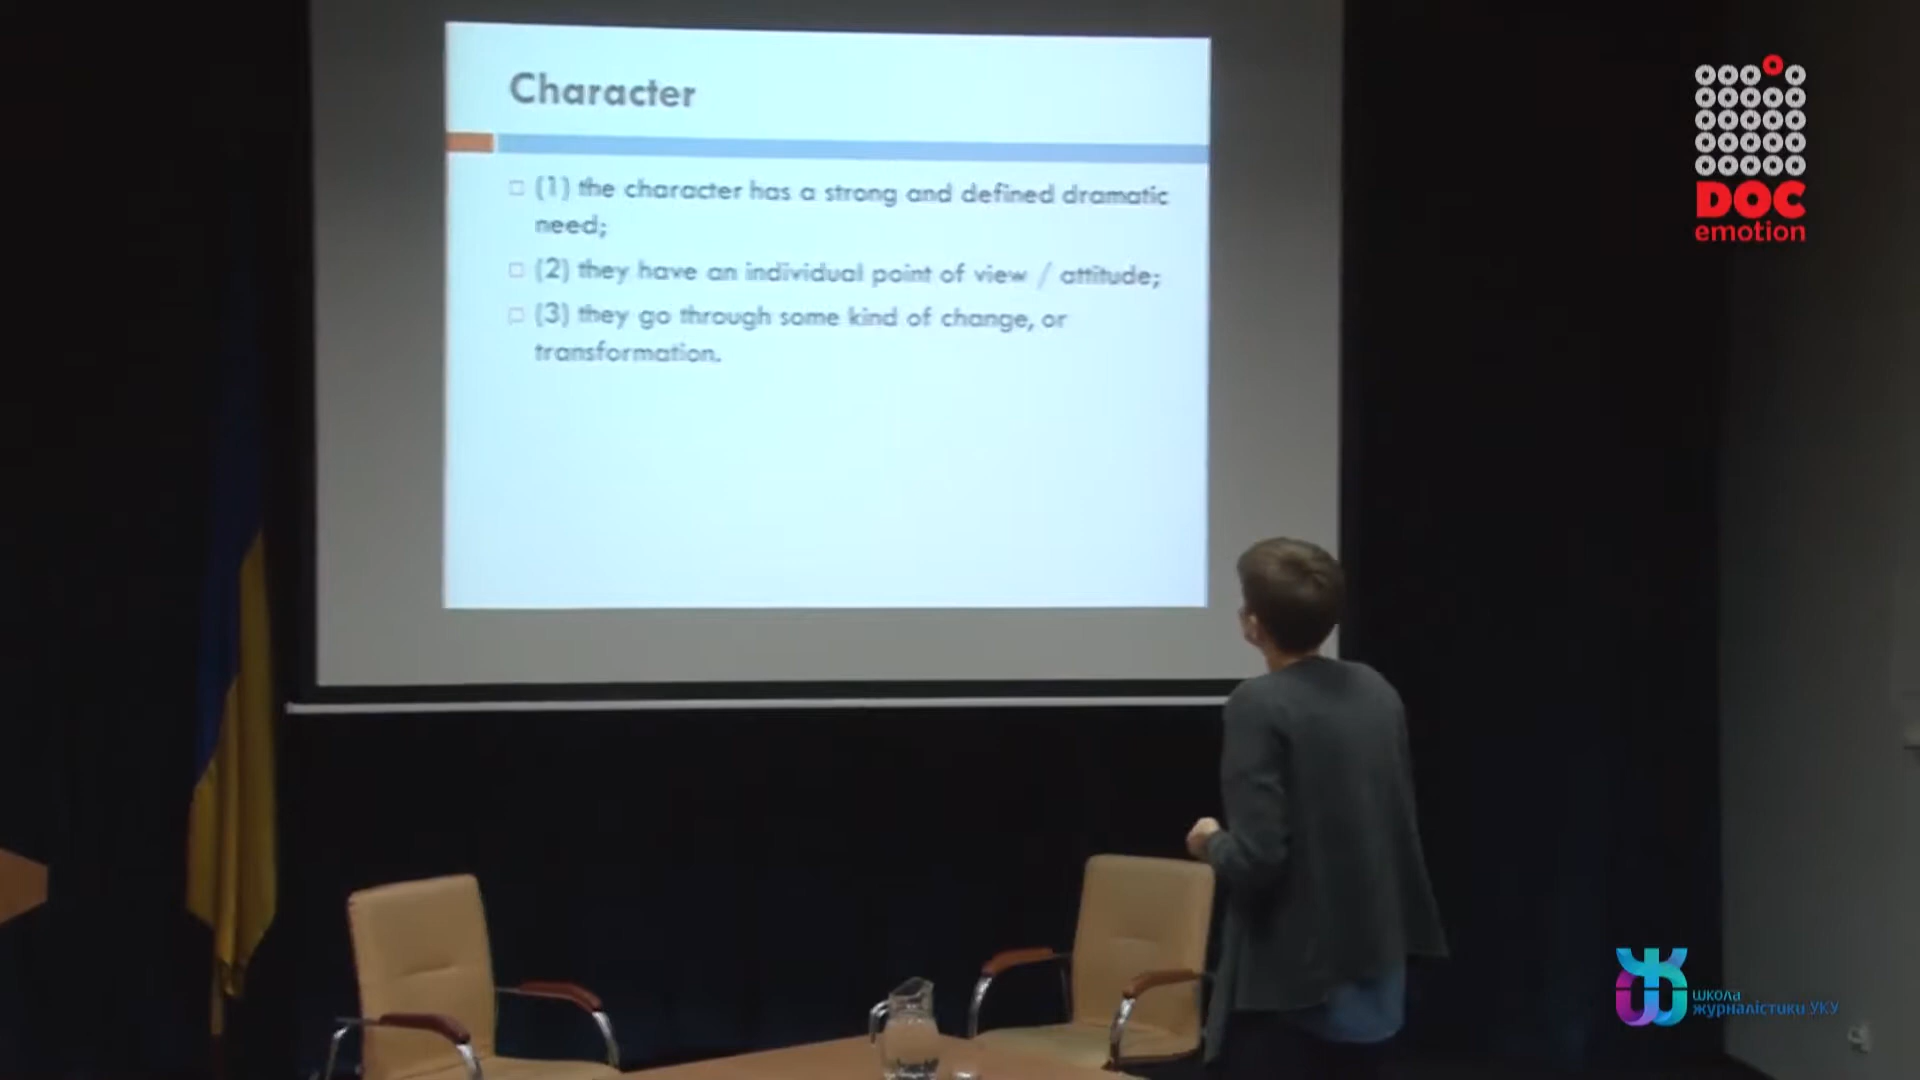 Character
(1) the character has a strong and defined dramatic
need;
(2) they have an individual point of view / attitude;
(3) they go through some kind of change, or
transformation.
DOC
emotion
школа
журналістики УКУ